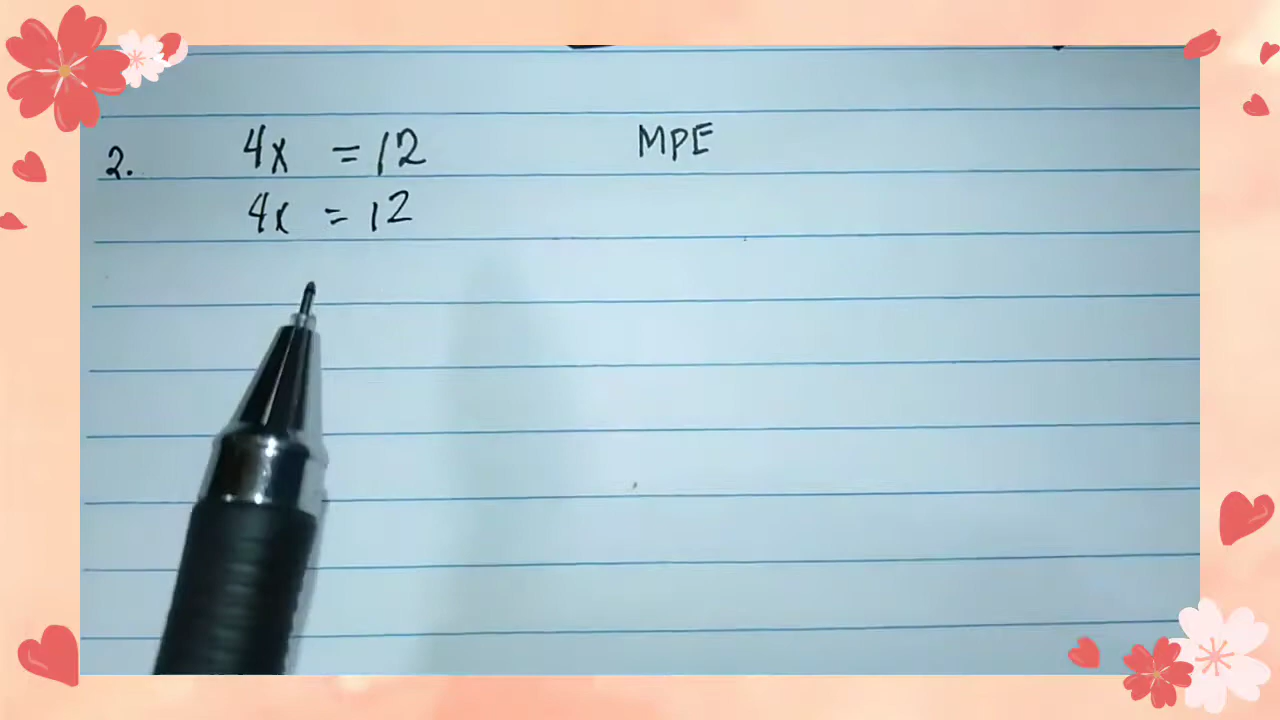 2. 4x = 12 MPE
4x = 12